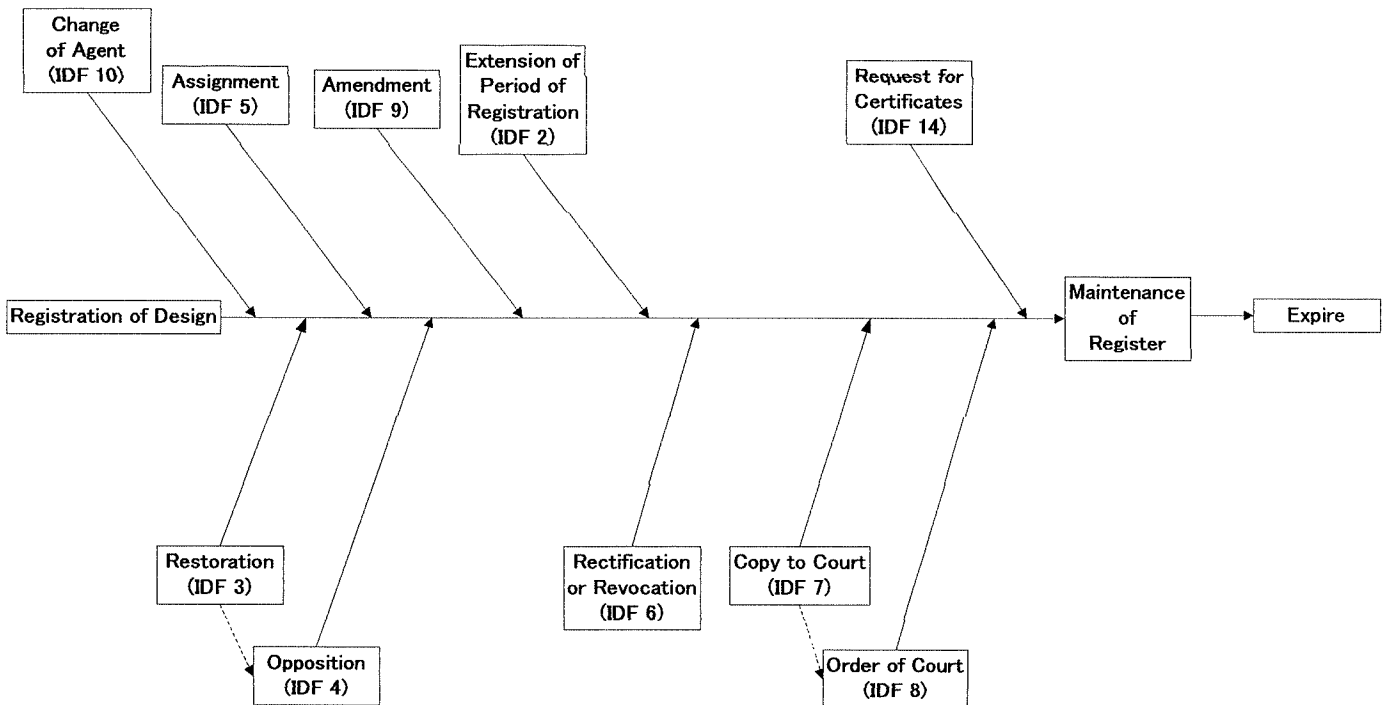 Change
of Agent
(IDF 10)
Assignment
(IDF 5)
Amendment
(IDF 9)
Extension of
Period of
Registration
(IDF 2)
Request for
Certificates
(IDF 14)
Registration of Design
Maintenance
of
Register
Expire
Restoration
(IDF 3)
Opposition
(IDF 4)
Rectification
or Revocation
(IDF 6)
Copy to Court
(IDF 7)
Order of Court
(IDF 8)